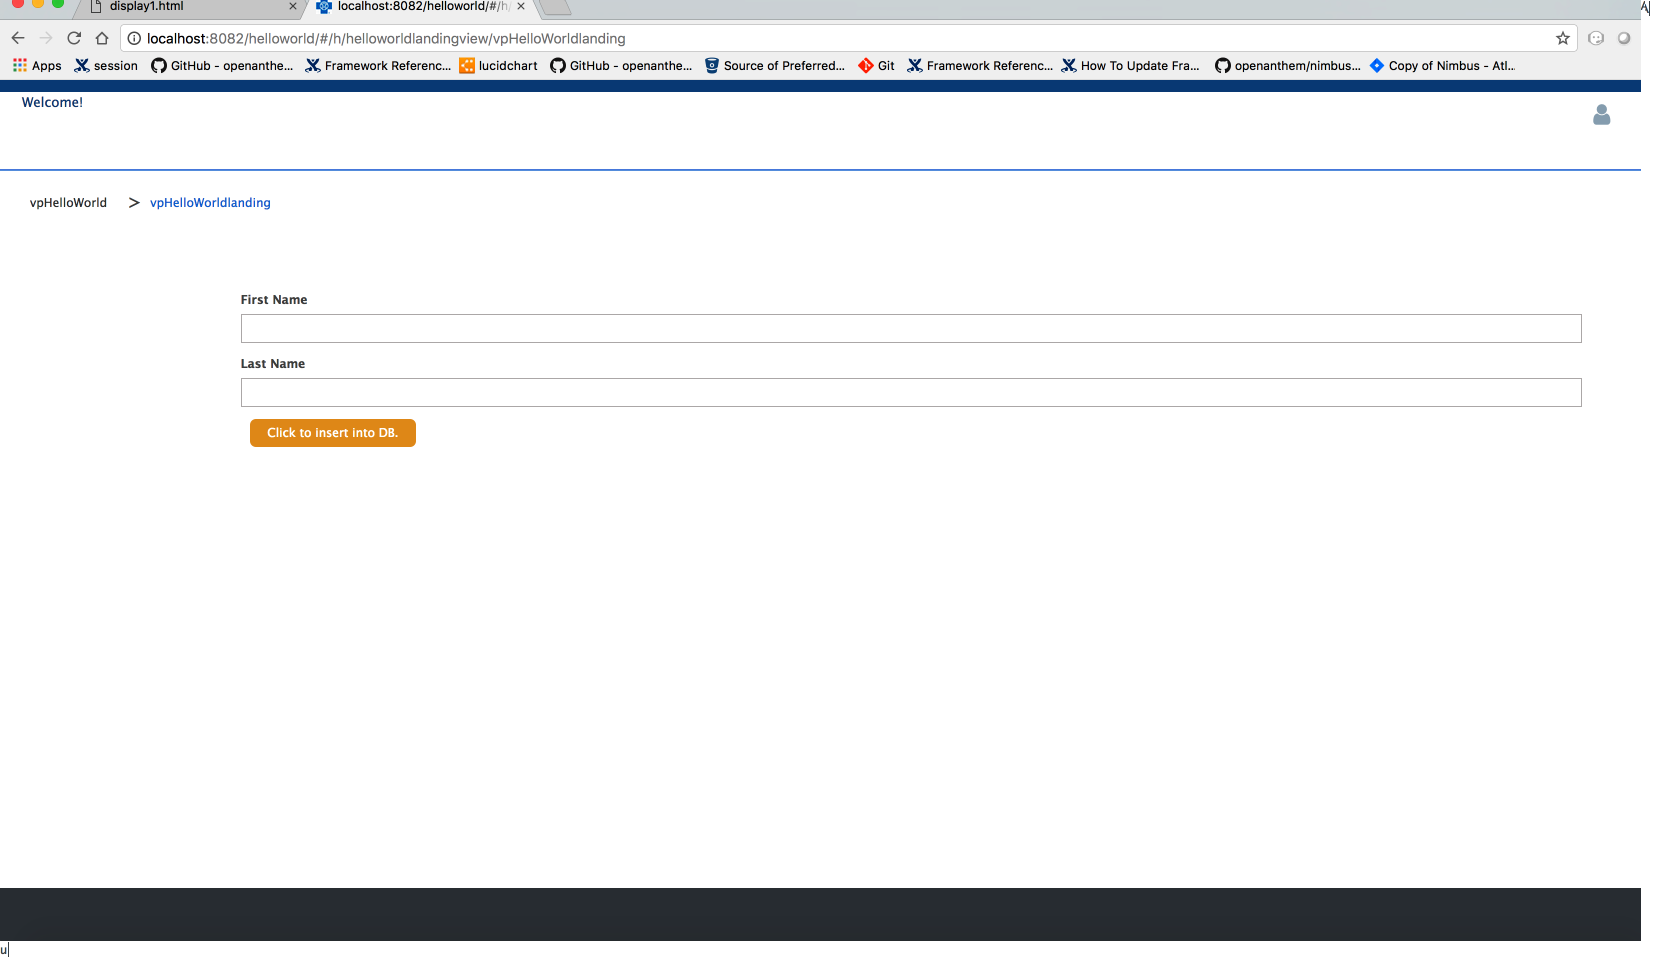 display1.html × localhost:8082/helloworld/#/h/ ×
localhost:8082/helloworld/#/h/helloworldlandingview/vpHelloWorldlanding
Apps session GitHub - openanthe... Framework Referenc... lucidchart GitHub - openanthe... Source of Preferred... Git Framework Referenc... How To Update Fra... openanthem/nimbus... Copy of Nimbus - Atl...
Welcome!
vpHelloWorld > vpHelloWorldlanding
First Name
Last Name
Click to insert into DB.
u